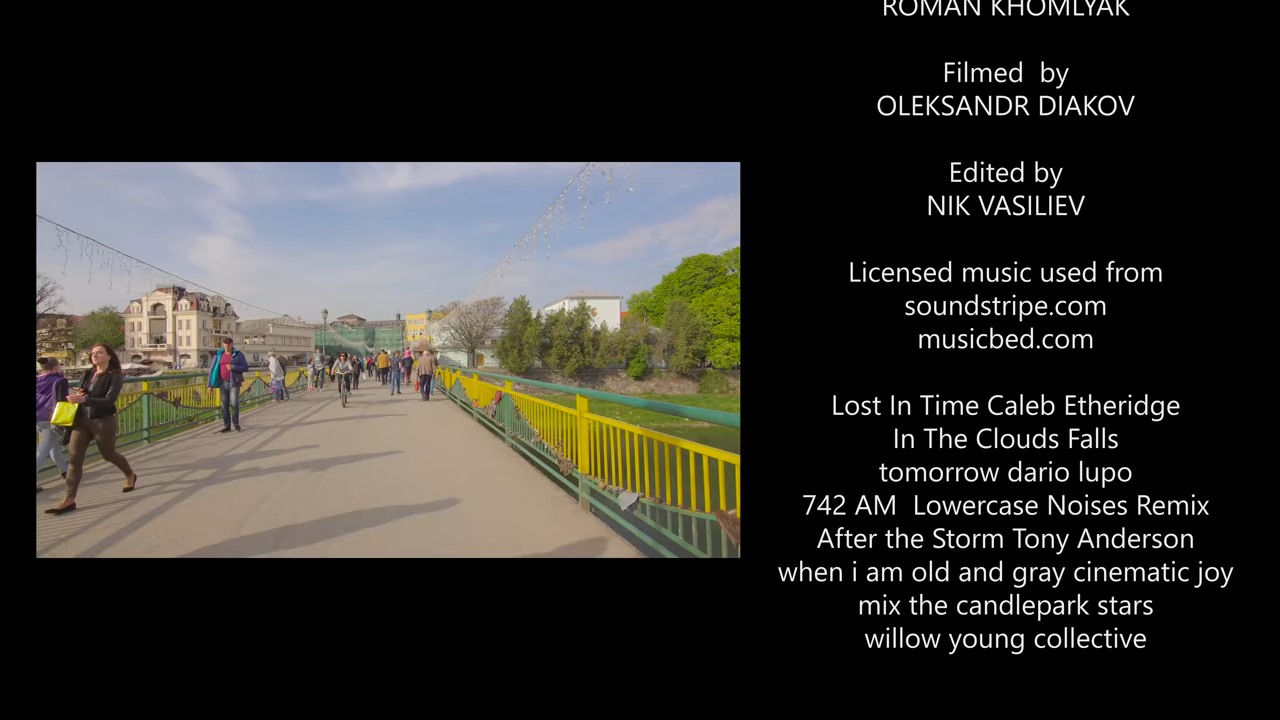 ROMAN KHOMLYAK
Filmed  by
OLEKSANDR DIAKOV
Edited by
NIK VASILIEV
Licensed music used from
soundstripe.com
musicbed.com
Lost In Time Caleb Etheridge
In The Clouds Falls
tomorrow dario lupo
742 AM  Lowercase Noises Remix
After the Storm Tony Anderson
when i am old and gray cinematic joy
mix the candlepark stars
willow young collective